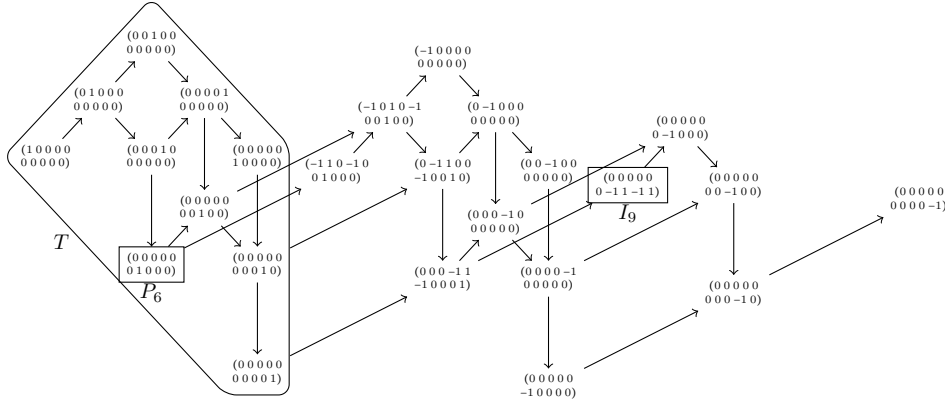 (0 0 1 0 0
0 0 0 0 0)
(-1 0 0 0 0
0 0 0 0 0)
(0 1 0 0 0
0 0 0 0 0)
(0 0 0 0 1
0 0 0 0 0)
(-1 0 1 0 -1
0 0 1 0 0)
(0 -1 0 0 0
0 0 0 0 0)
(0 0 0 0 0
0 -1 0 0 0)
(1 0 0 0 0
0 0 0 0 0)
(0 0 0 1 0
0 0 0 0 0)
(0 0 0 0 0
1 0 0 0 0)
(-1 1 0 -1 0
0 1 0 0 0)
(0 -1 1 0 0
-1 0 0 1 0)
(0 0 -1 0 0
0 0 0 0 0)
(0 0 0 0 0
0 -1 1 -1 1)
I9
(0 0 0 0 0
0 0 -1 0 0)
(0 0 0 0 0
0 0 0 0 -1)
(0 0 0 0 0
0 0 1 0 0)
(0 0 0 -1 0
0 0 0 0 0)
T
(0 0 0 0 0
0 1 0 0 0)
P6
(0 0 0 0 0
0 0 0 1 0)
(0 0 0 -1 1
-1 0 0 0 1)
(0 0 0 0 -1
0 0 0 0 0)
(0 0 0 0 0
0 0 0 -1 0)
(0 0 0 0 0
0 0 0 0 1)
(0 0 0 0 0
-1 0 0 0 0)